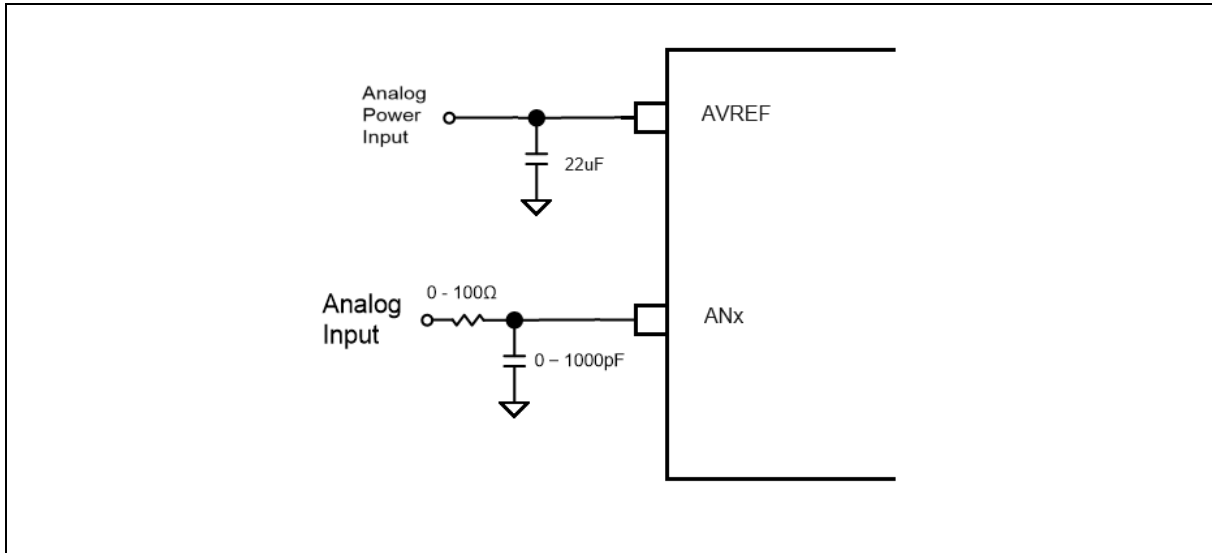 Analog
Power
Input
AVREF
22uF
0 - 100Ω
Analog
Input
ANx
0 – 1000pF